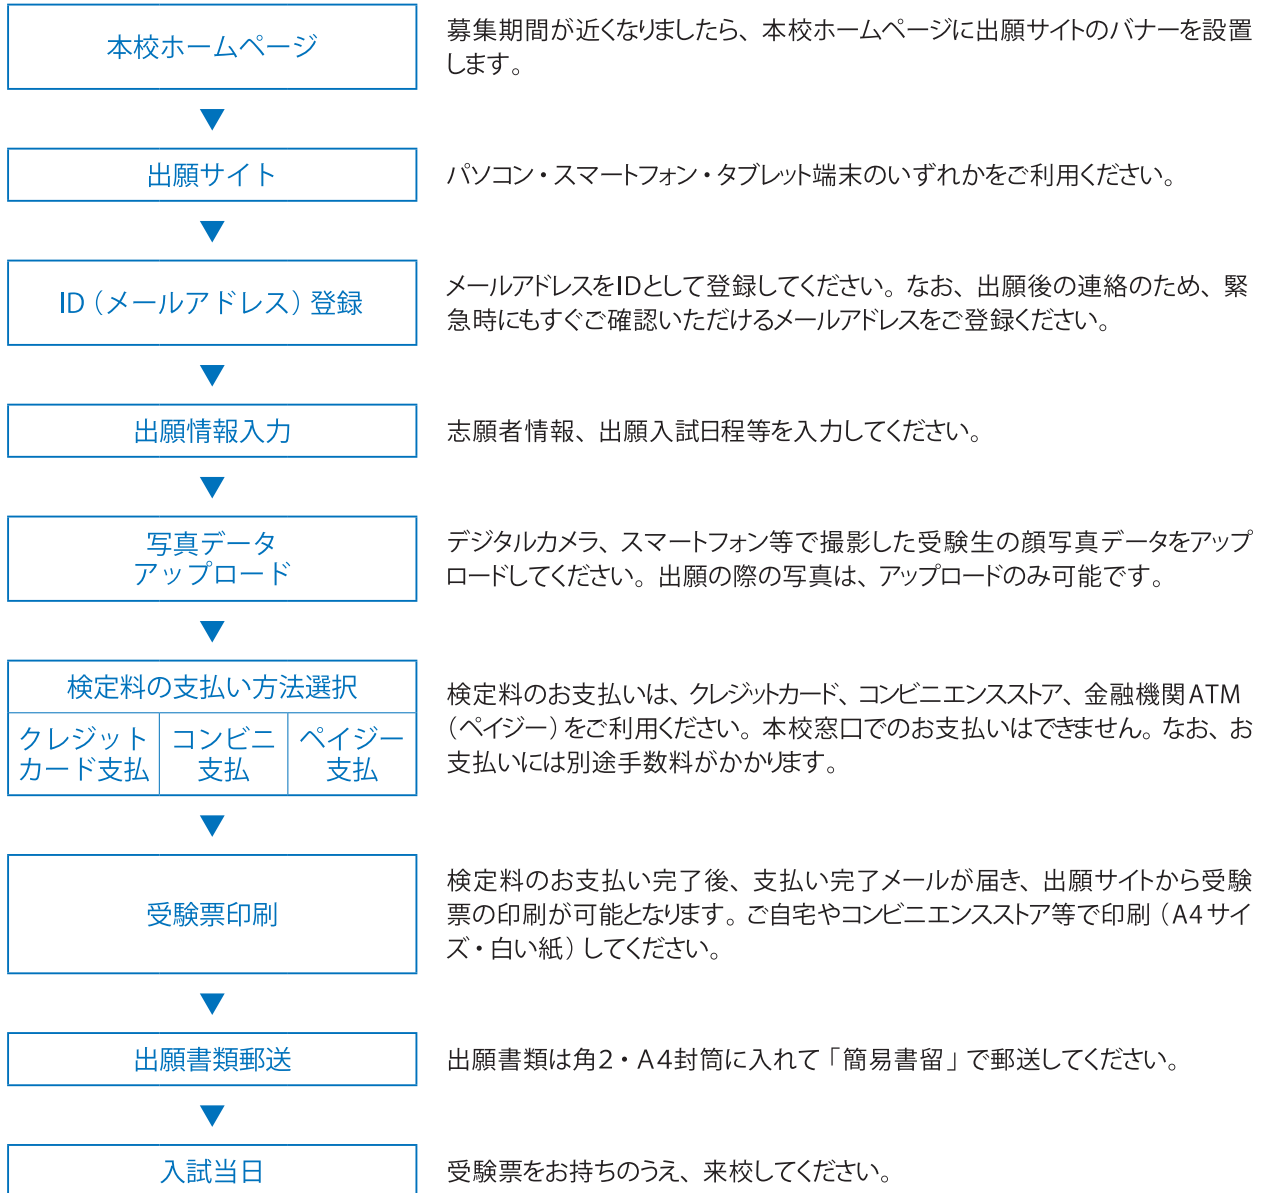 本校ホームページ
募集期間が近くなりましたら、本校ホームページに出願サイトのバナーを設置
します。
▼
出願サイト
パソコン・スマートフォン・タブレット端末のいずれかをご利用ください。
▼
ID（メールアドレス）登録
メールアドレスをIDとして登録してください。なお、出願後の連絡のため、緊
急時にもすぐご確認いただけるメールアドレスをご登録ください。
▼
出願情報入力
志願者情報、出願入試日程等を入力してください。
▼
写真データ
アップロード
デジタルカメラ、スマートフォン等で撮影した受験生の顔写真データをアップ
ロードしてください。出願の際の写真は、アップロードのみ可能です。
▼
検定料の支払い方法選択
クレジット
カード支払
コンビニ
支払
ペイジー
支払
検定料のお支払いは、クレジットカード、コンビニエンスストア、金融機関ATM
（ペイジー）をご利用ください。本校窓口でのお支払いはできません。なお、お
支払いには別途手数料がかかります。
▼
受験票印刷
検定料のお支払い完了後、支払い完了メールが届き、出願サイトから受験
票の印刷が可能となります。ご自宅やコンビニエンスストア等で印刷（A4サイ
ズ・白い紙）してください。
▼
出願書類郵送
出願書類は角2・A4封筒に入れて「簡易書留」で郵送してください。
▼
入試当日
受験票をお持ちのうえ、来校してください。